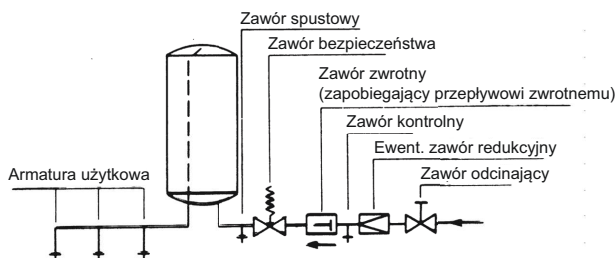 Zawór spustowy
Zawór bezpieczeństwa
Zawór zwrotny
(zapobiegający przepływowi zwrotnemu)
Zawór kontrolny
Ewent. zawór redukcyjny
Zawór odcinający
Armatura użytkowa